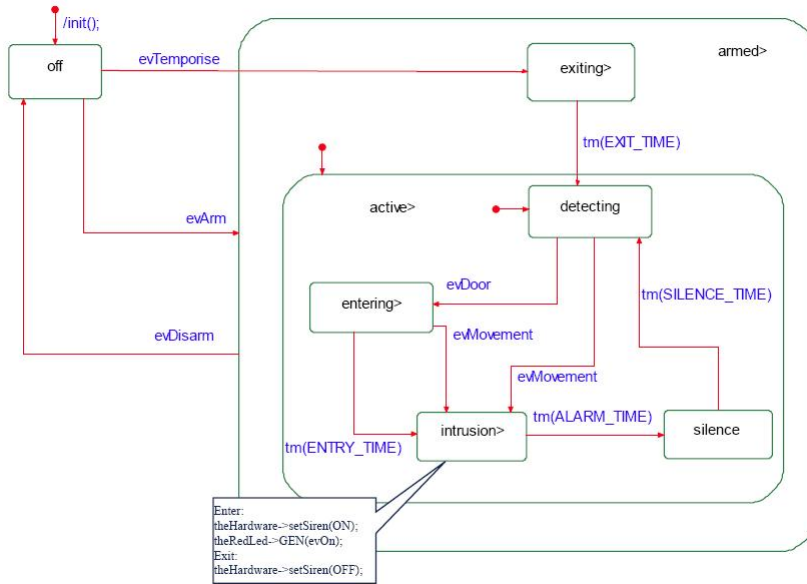 /init();
off
evTemporise
exiting>
armed>
tm(EXIT_TIME)
active>
detecting
evArm
evDoor
tm(SILENCE_TIME)
entering>
evDisarm
evMovement
evMovement
intrusion>
tm(ALARM_TIME)
silence
tm(ENTRY_TIME)
Enter:
theHardware->setSiren(ON);
theRedLed->GEN(evOn);
Exit:
theHardware->setSiren(OFF);